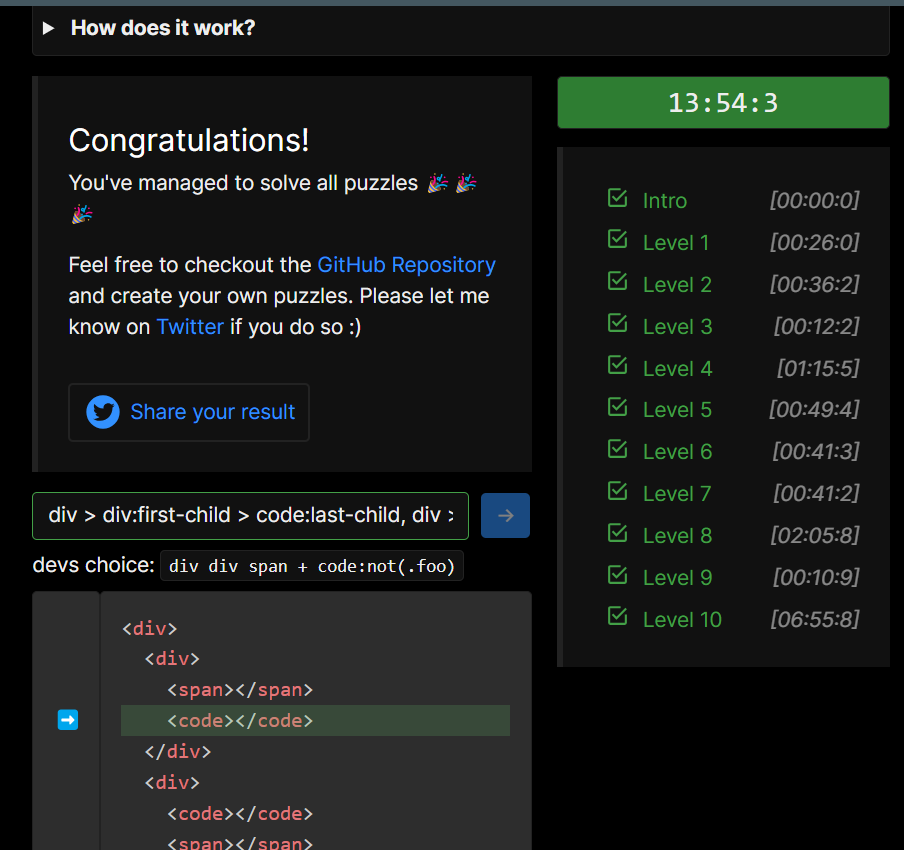 How does it work?
Congratulations!
You've managed to solve all puzzles 🎉 🎉
🎉
Feel free to checkout the GitHub Repository
and create your own puzzles. Please let me
know on Twitter if you do so :)
Share your result
div > div:first-child > code:last-child, div >
devs choice: div div span + code:not(.foo)
<div>
<div>
<span></span>
<code></code>
</div>
<div>
<code></code>
<span></span>
13:54:3
Intro [00:00:0]
Level 1 [00:26:0]
Level 2 [00:36:2]
Level 3 [00:12:2]
Level 4 [01:15:5]
Level 5 [00:49:4]
Level 6 [00:41:3]
Level 7 [00:41:2]
Level 8 [02:05:8]
Level 9 [00:10:9]
Level 10 [06:55:8]